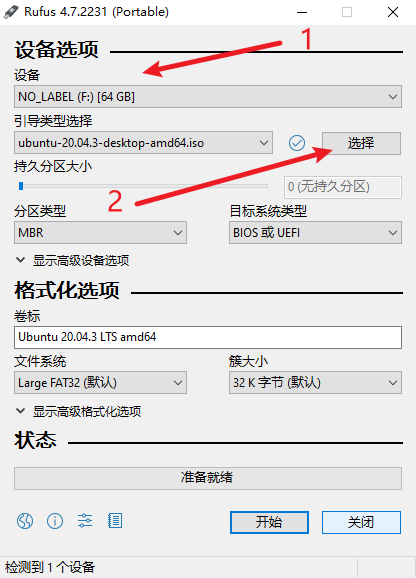 Rufus 4.7.2231 (Portable)
1
设备选项
设备
NO_LABEL (F:) [64 GB]
引导类型选择
ubuntu-20.04.3-desktop-amd64.iso
选择
持久分区大小
2
0 (无持久分区)
分区类型
目标系统类型
MBR
BIOS 或 UEFI
显示高级设备选项
格式化选项
卷标
Ubuntu 20.04.3 LTS amd64
文件系统
簇大小
Large FAT32 (默认)
32 K 字节 (默认)
显示高级格式化选项
状态
准备就绪
开始
关闭
检测到 1 个设备